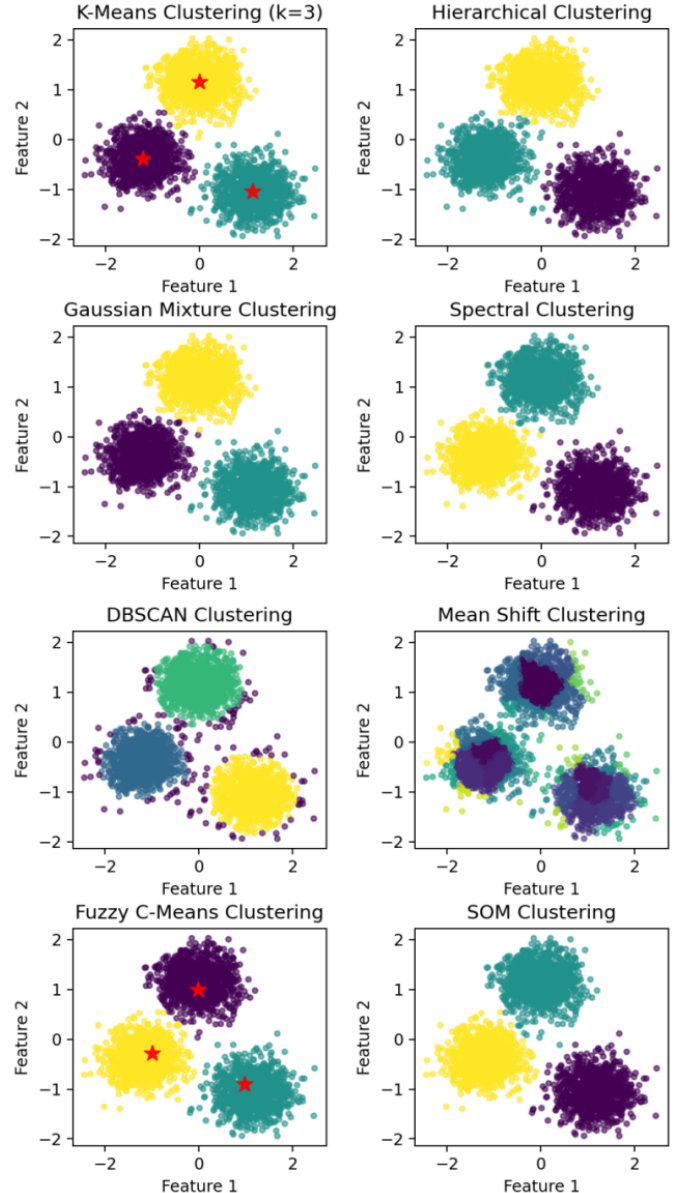 K-Means Clustering (k=3)
2
1
0
−1
−2
Feature 2
−2 0 2
Feature 1
Hierarchical Clustering
2
1
0
−1
−2
Feature 2
−2 0 2
Feature 1
Gaussian Mixture Clustering
2
1
0
−1
−2
Feature 2
−2 0 2
Feature 1
Spectral Clustering
2
1
0
−1
−2
Feature 2
−2 0 2
Feature 1
DBSCAN Clustering
2
1
0
−1
−2
Feature 2
−2 0 2
Feature 1
Mean Shift Clustering
2
1
0
−1
−2
Feature 2
−2 0 2
Feature 1
Fuzzy C-Means Clustering
2
1
0
−1
−2
Feature 2
−2 0 2
Feature 1
SOM Clustering
2
1
0
−1
−2
Feature 2
−2 0 2
Feature 1